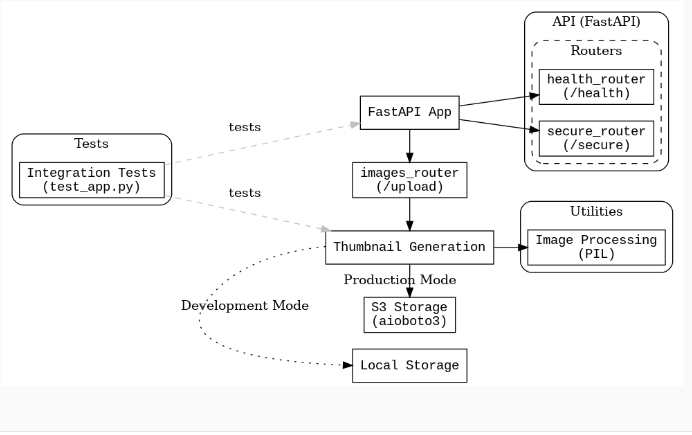 API (FastAPI)
Routers
health_router
(/health)
FastAPI App
tests
secure_router
(/secure)
Tests
Integration Tests
(test_app.py)
images_router
(/upload)
tests
Utilities
Thumbnail Generation
Image Processing
(PIL)
Production Mode
Development Mode
S3 Storage
(aioboto3)
Local Storage